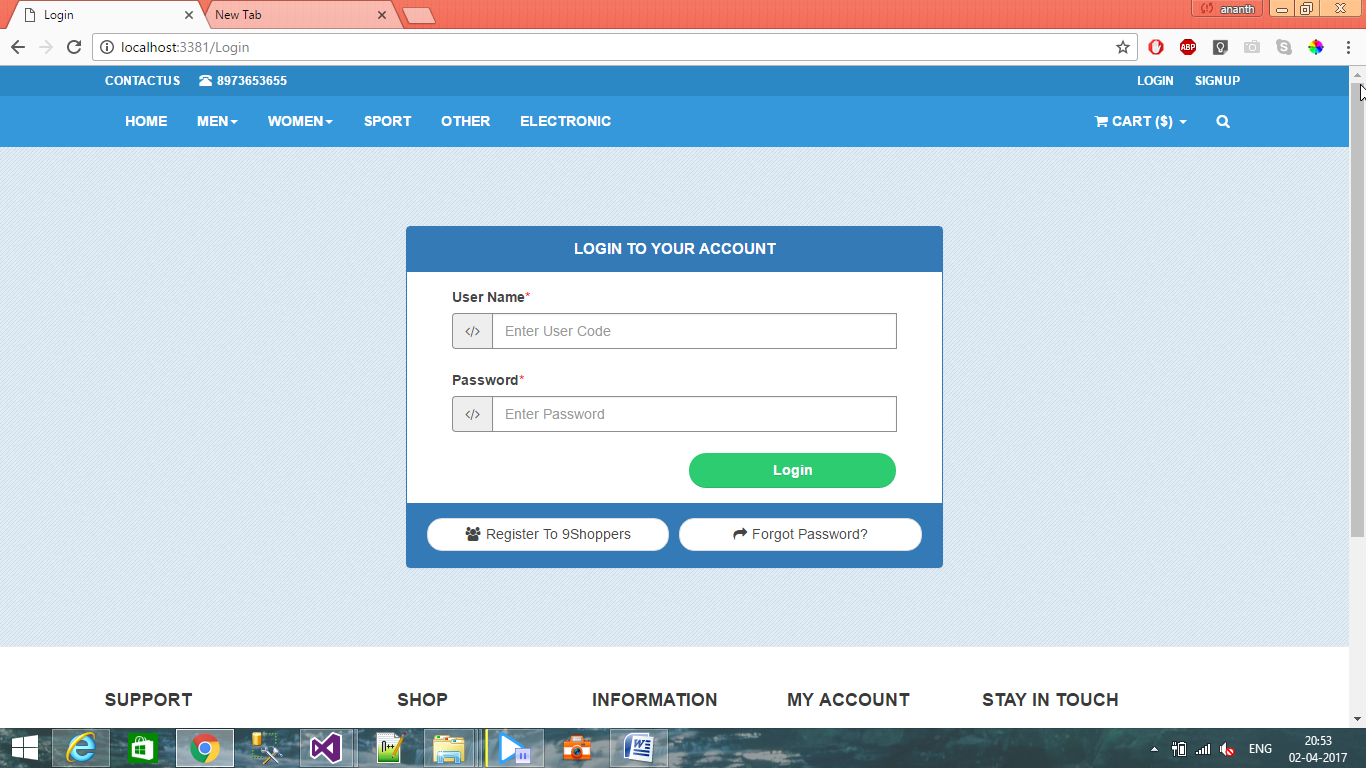 Login
New Tab
ananth
localhost:3381/Login
ABP
CONTACTUS 8973653655 LOGIN SIGNUP
HOME MEN WOMEN SPORT OTHER ELECTRONIC CART ($)
LOGIN TO YOUR ACCOUNT
User Name*
</> Enter User Code
Password*
</> Enter Password
Login
Register To 9Shoppers Forgot Password?
SUPPORT SHOP INFORMATION MY ACCOUNT STAY IN TOUCH
ENG
20:53
02-04-2017